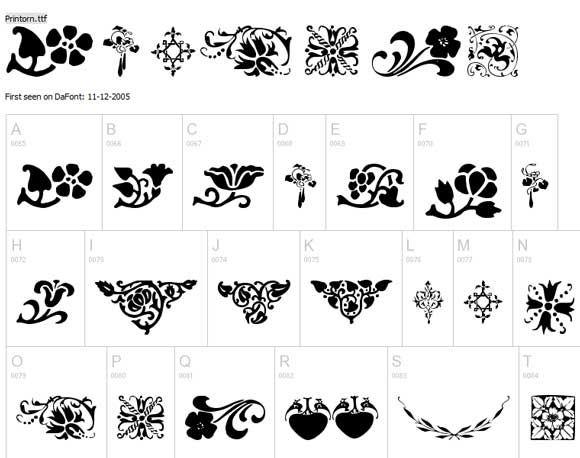 Printorn.ttf
First seen on DaFont: 11-12-2005
A B C D E F G
0065 0066 0067 0068 0069 0070 0071
H I J K L M N
0072 0073 0074 0075 0076 0077 0078
O P Q R S T
0079 0080 0081 0082 0083 0084